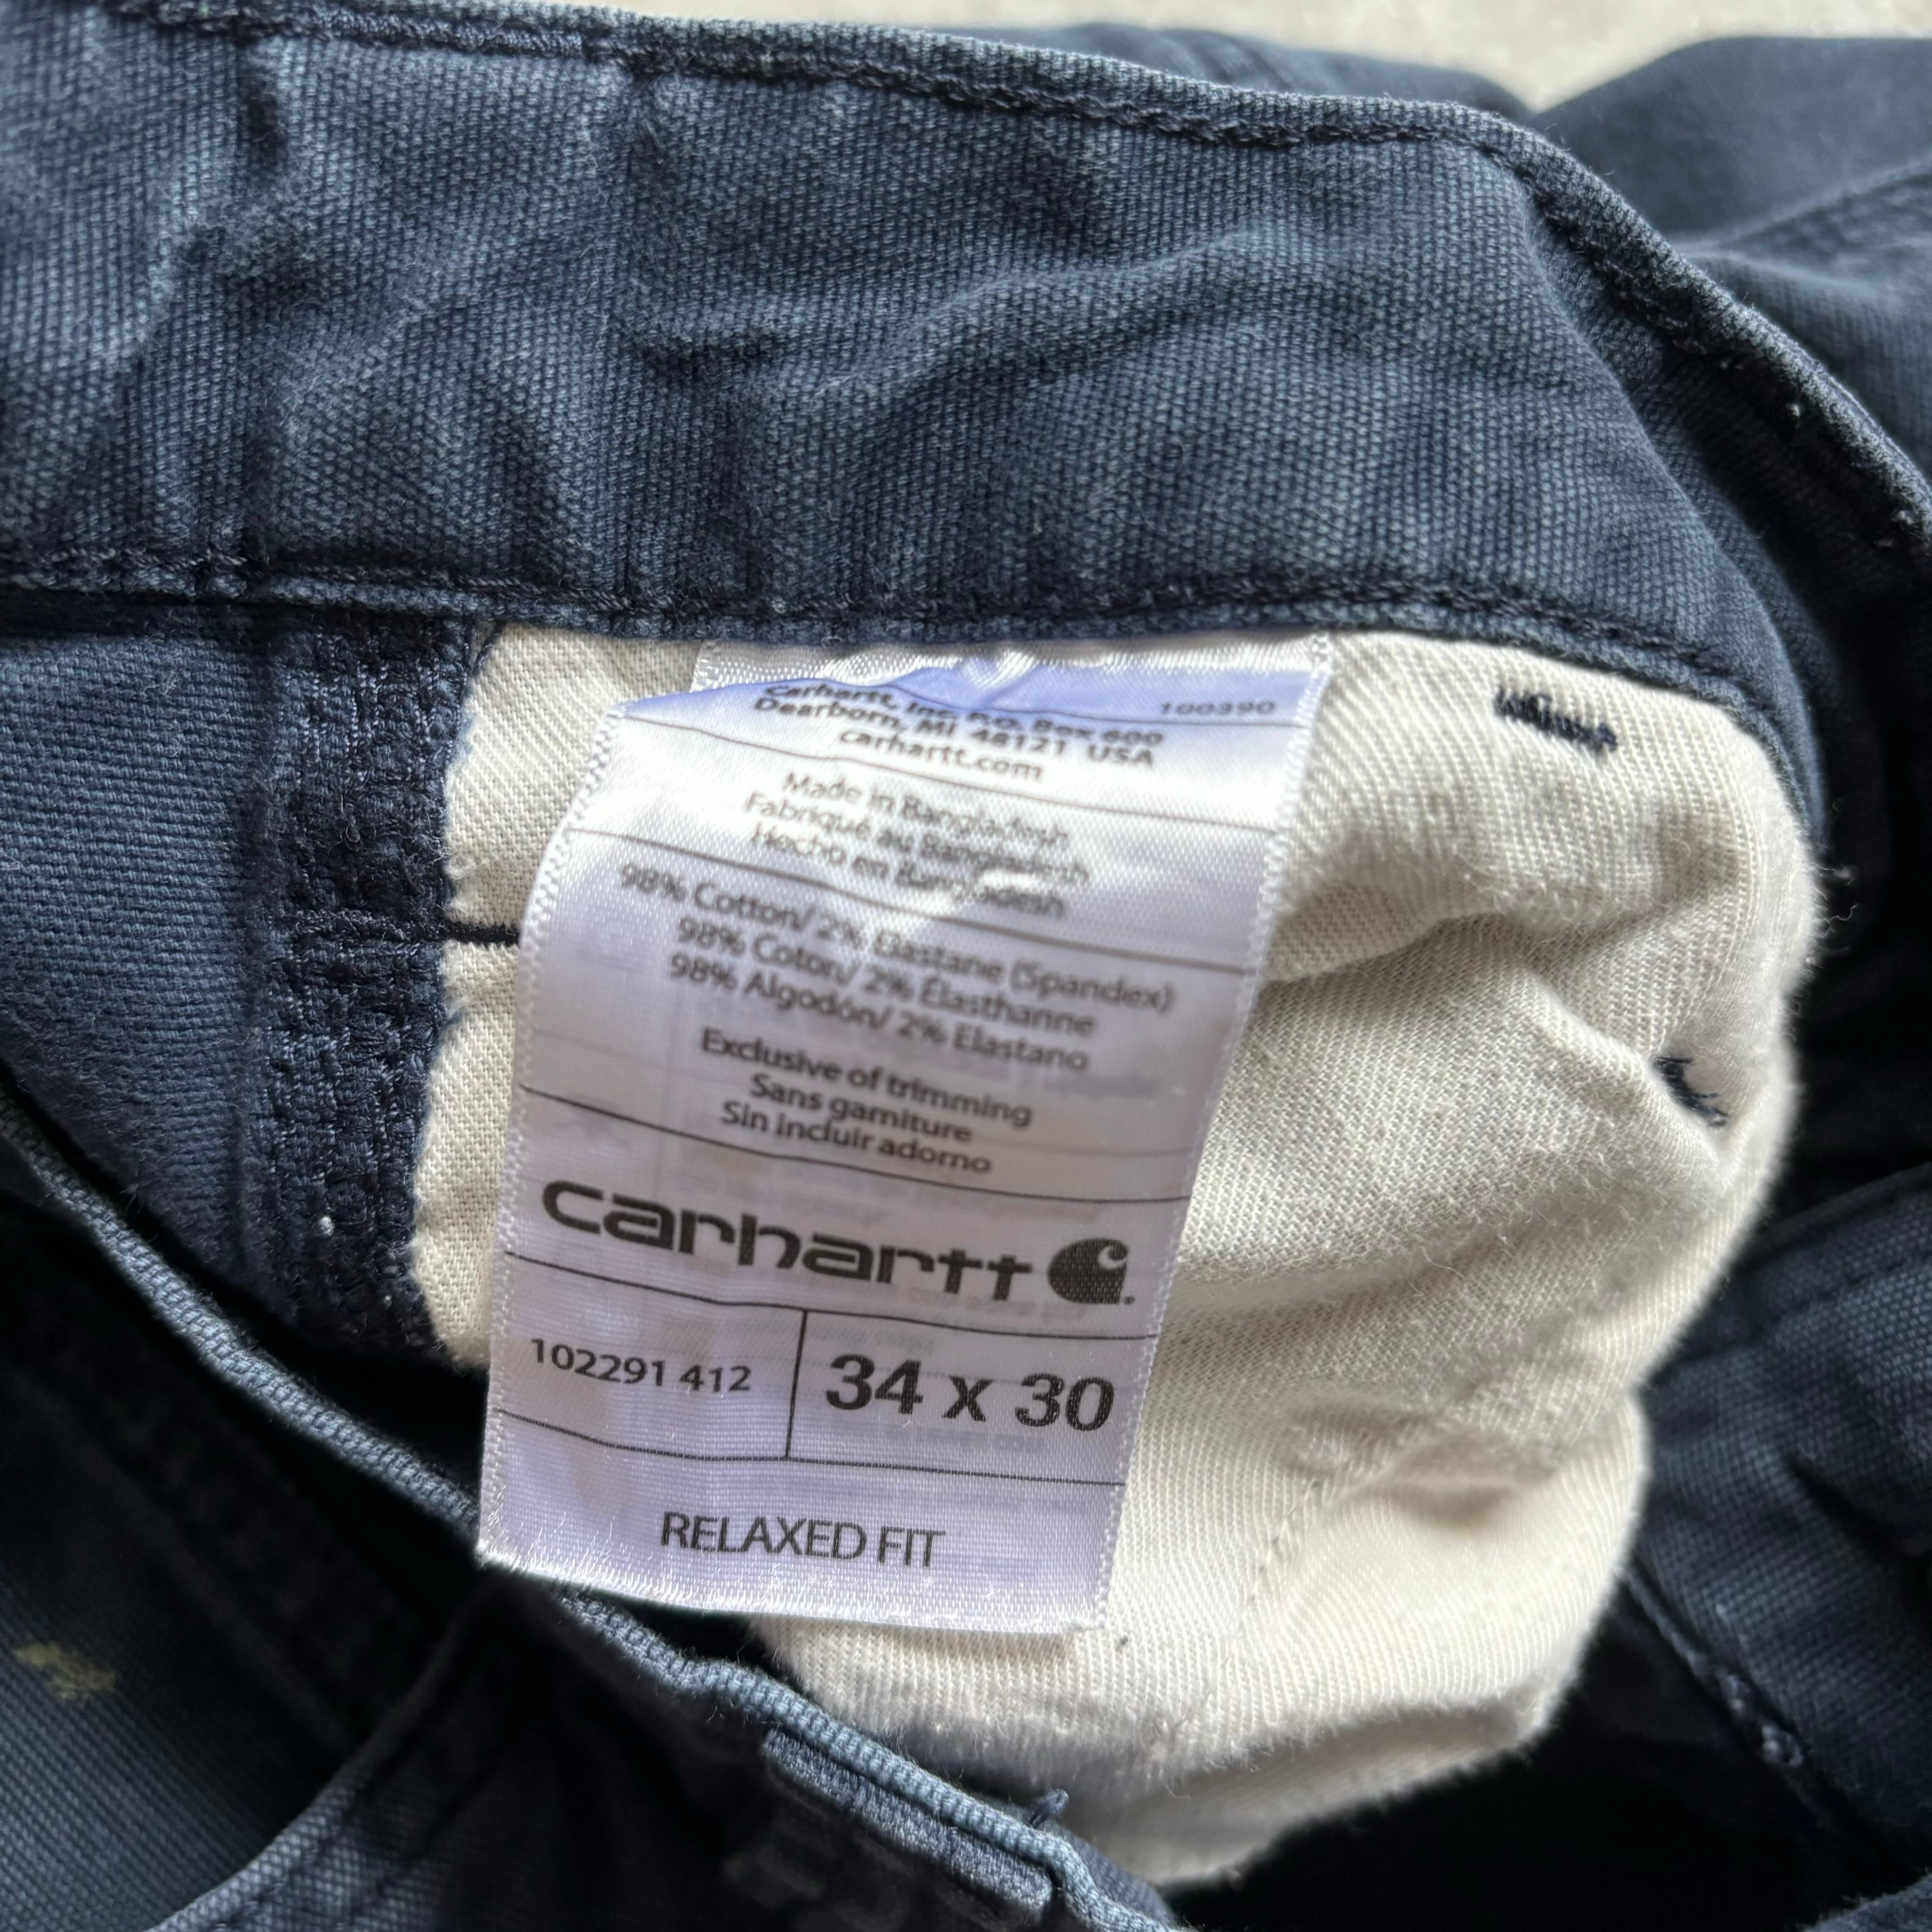 Carhartt, Inc. P.O. Box 600
Dearborn, MI 48121 USA
carhartt.com
100390
Made in Bangladesh
Fabriqué au Bangladesh
Hecho en Bangladesh
98% Cotton/ 2% Elastane (Spandex)
98% Coton/ 2% Élasthanne
98% Algodón/ 2% Elastano
Exclusive of trimming
Sans garniture
Sin incluir adorno
carhartt
102291 412
34 x 30
RELAXED FIT